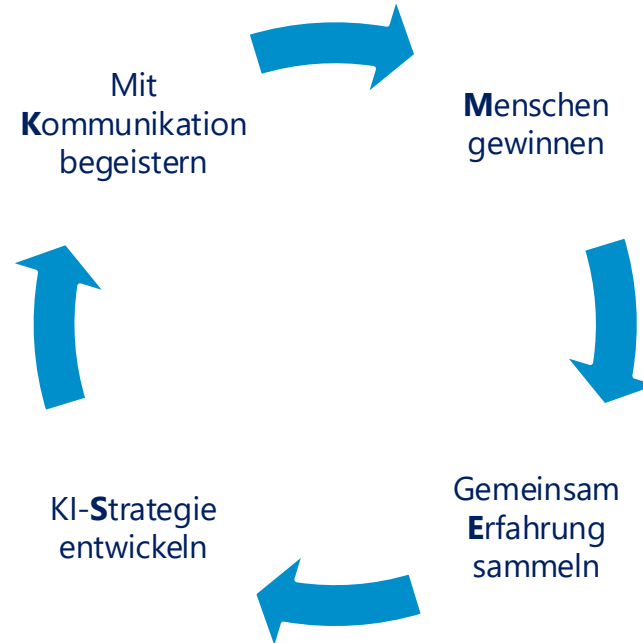 Mit
Kommunikation
begeistern
Menschen
gewinnen
Gemeinsam
Erfahrung
sammeln
KI-Strategie
entwickeln